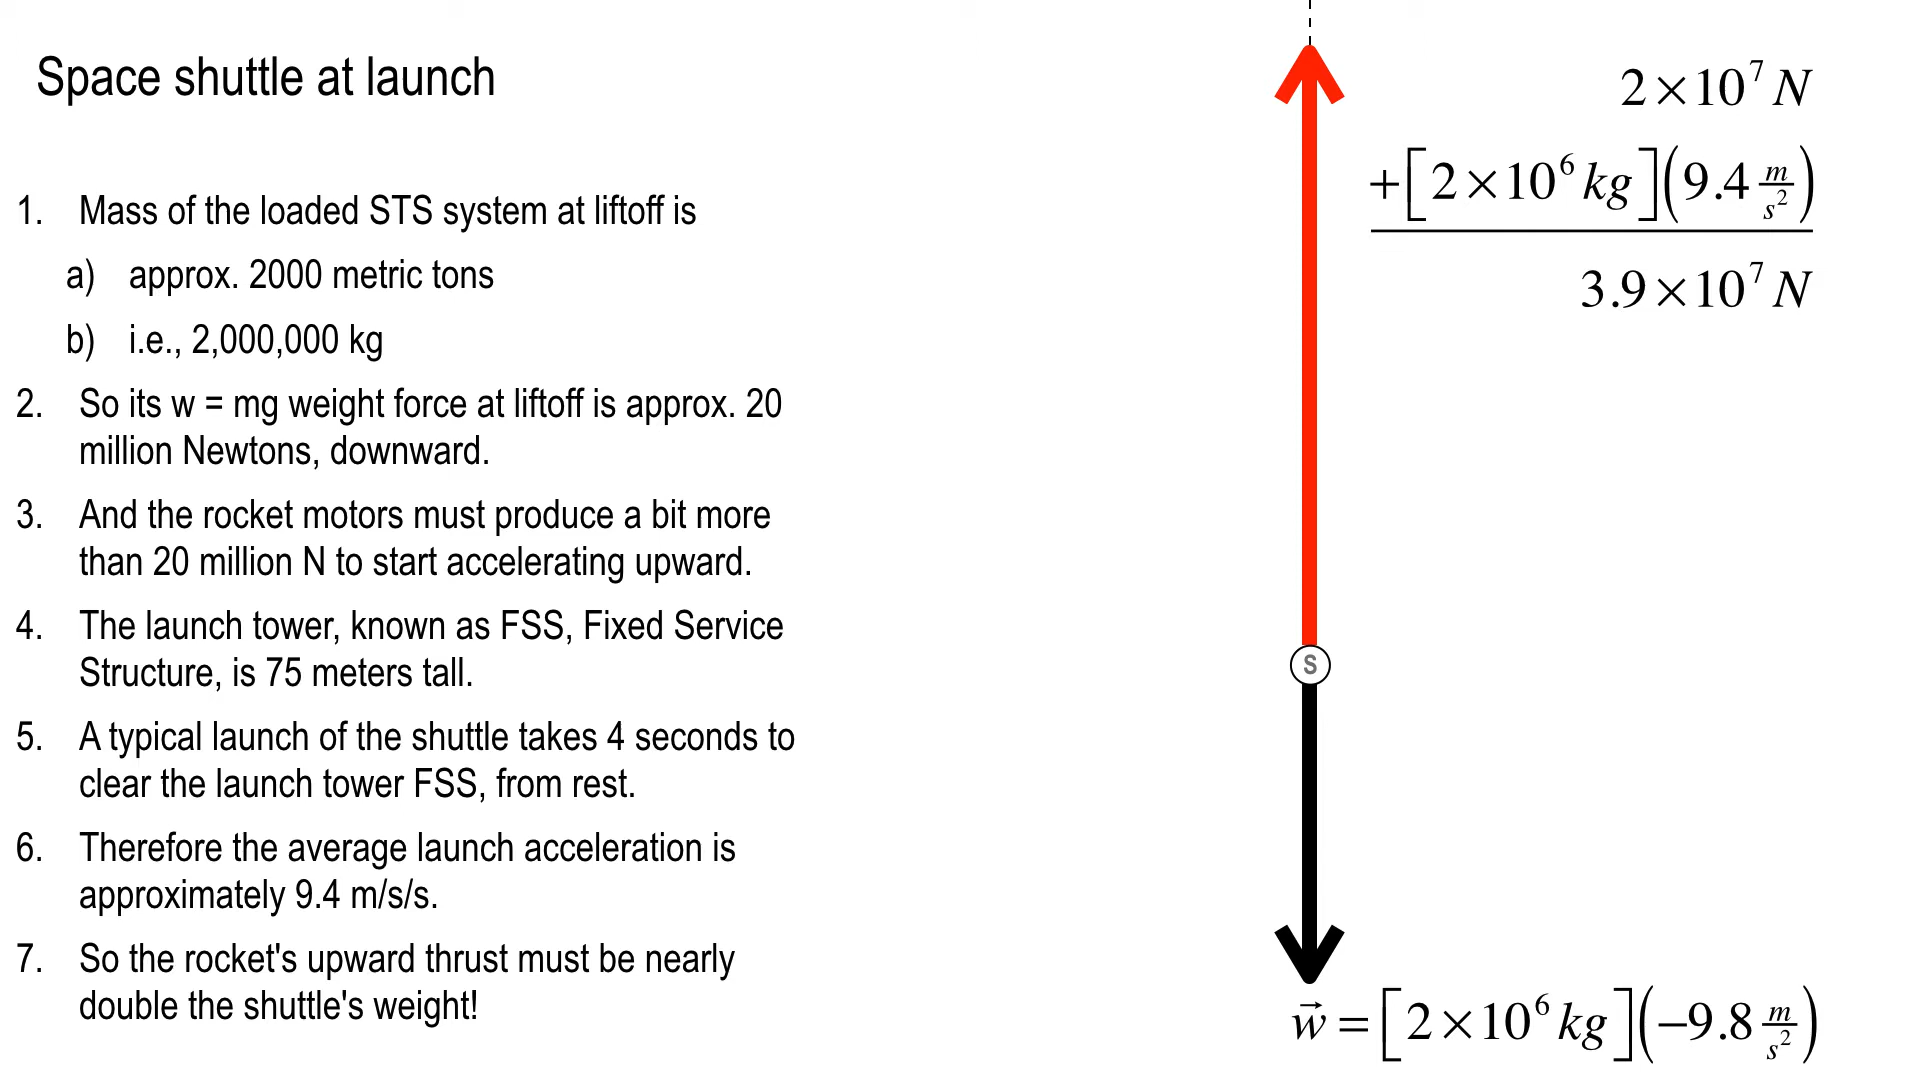 Space shuttle at launch
1. Mass of the loaded STS system at liftoff is
a) approx. 2000 metric tons
b) i.e., 2,000,000 kg
2. So its w = mg weight force at liftoff is approx. 20
million Newtons, downward.
3. And the rocket motors must produce a bit more
than 20 million N to start accelerating upward.
4. The launch tower, known as FSS, Fixed Service
Structure, is 75 meters tall.
5. A typical launch of the shuttle takes 4 seconds to
clear the launch tower FSS, from rest.
6. Therefore the average launch acceleration is
approximately 9.4 m/s/s.
7. So the rocket's upward thrust must be nearly
double the shuttle's weight!
2×10⁷ N
+[2×10⁶ kg](9.4 m/s²)
3.9×10⁷ N
S
w⃗ = [2×10⁶ kg](−9.8 m/s²)